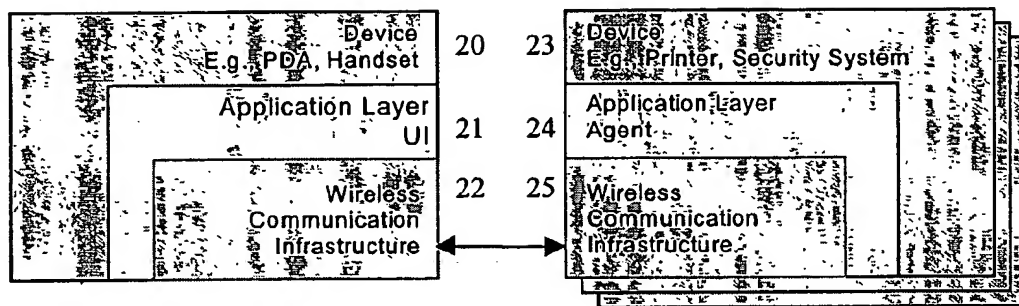 Device
E.g. PDA, Handset
20
Application Layer
UI
21
Wireless
Communication
Infrastructure
22
23
Device
E.g. Printer, Security System
24
Application Layer
Agent
25
Wireless
Communication
Infrastructure